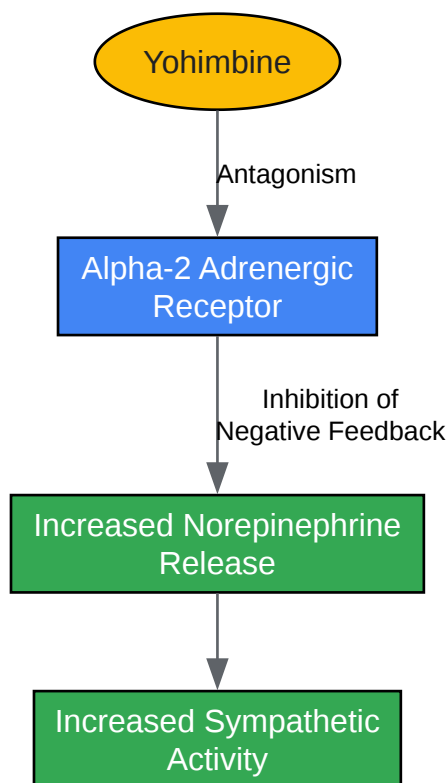 Yohimbine
Antagonism
Alpha-2 Adrenergic
Receptor
Inhibition of
Negative Feedback
Increased Norepinephrine
Release
Increased Sympathetic
Activity